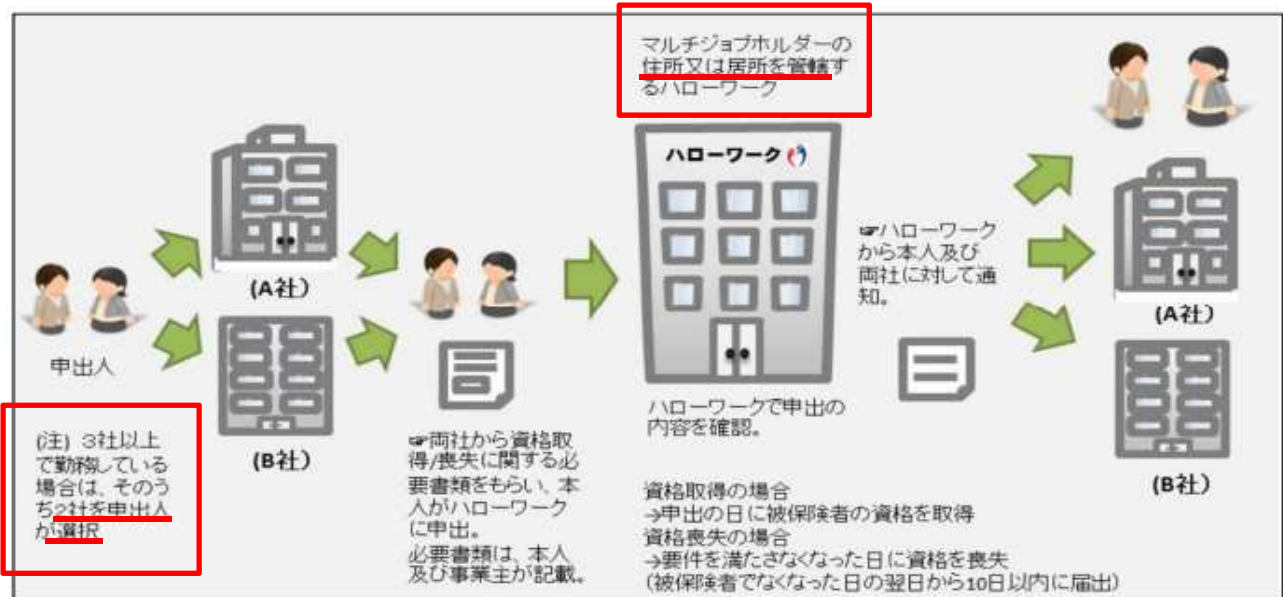 申出人
(注) 3社以上
で勤務している
場合は、そのう
ち2社を申出人
が選択
(A社)
(B社)
☞両社から資格取
得/喪失に関する必
要書類をもらい、本
人がハローワーク
に申出。
必要書類は、本人
及び事業主が記載。
マルチジョブホルダーの
住所又は居所を管轄す
るハローワーク
ハローワーク
ハローワークで申出の
内容を確認。
資格取得の場合
→申出の日に被保険者の資格を取得
資格喪失の場合
→要件を満たさなくなった日に資格を喪失
(被保険者でなくなった日の翌日から10日以内に届出)
☞ハローワーク
から本人及び
両社に対して通
知。
(A社)
(B社)